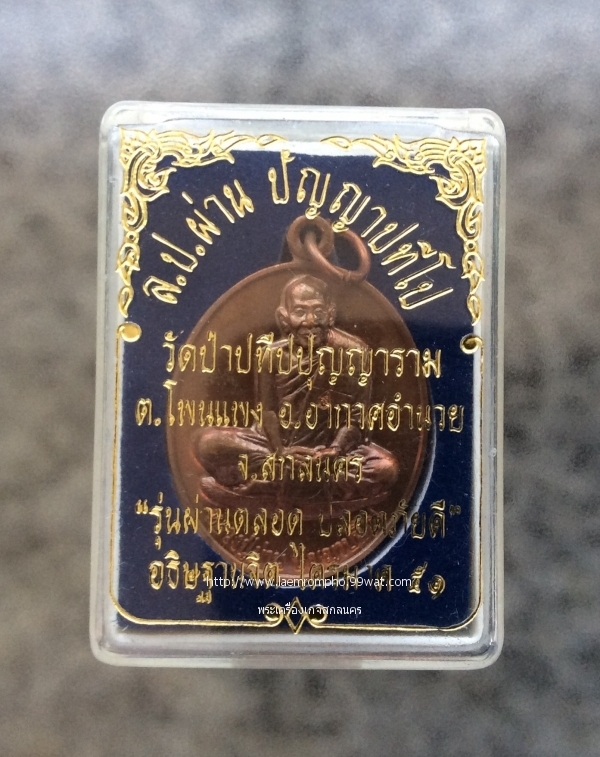 ล.ป.ผ่าน ปัญญาปทีโป
วัดป่าปทีปปุญญาราม
ต.โพนแพง อ.อากาศอำนวย
จ.สกลนคร
"รุ่นผ่านตลอด ปลอดภัยดี"
อธิษฐานจิต ไตรมาส ๕๑
http://www.laemrompho.99wat.com
พระเครื่องเกจิสกลนคร